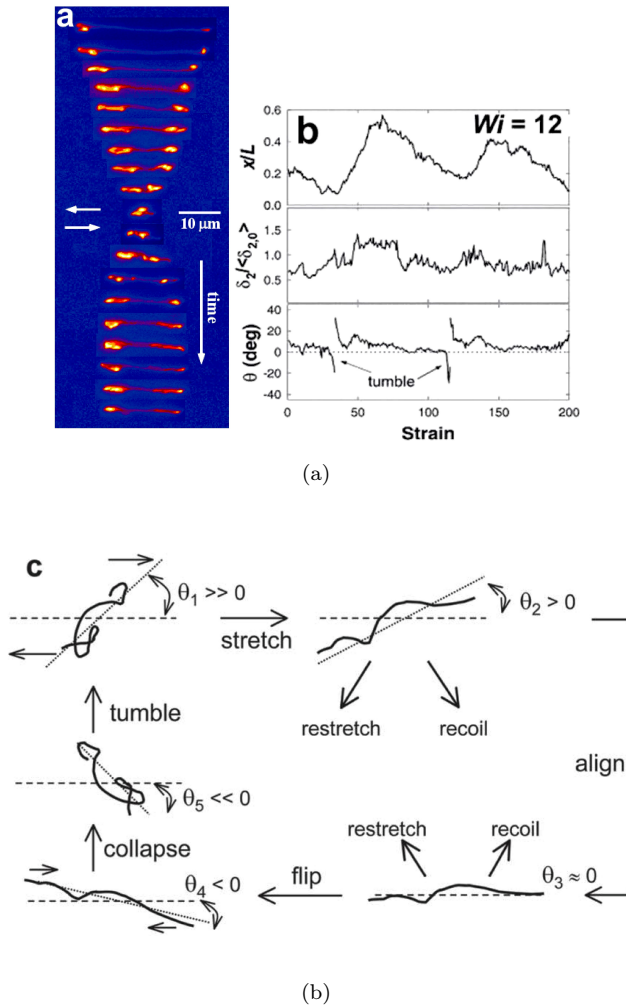 a
10 μm
time
b
Wi = 12
x/L
0.6
0.4
0.2
0.0
δ2/<δ2,0>
1.5
1.0
0.5
θ (deg)
40
20
0
-20
-40
tumble
0 50 100 150 200
Strain
(a)
c
θ1 >> 0
stretch
θ2 > 0
restretch
recoil
align
tumble
θ5 << 0
collapse
restretch
recoil
θ3 ≈ 0
flip
θ4 < 0
(b)